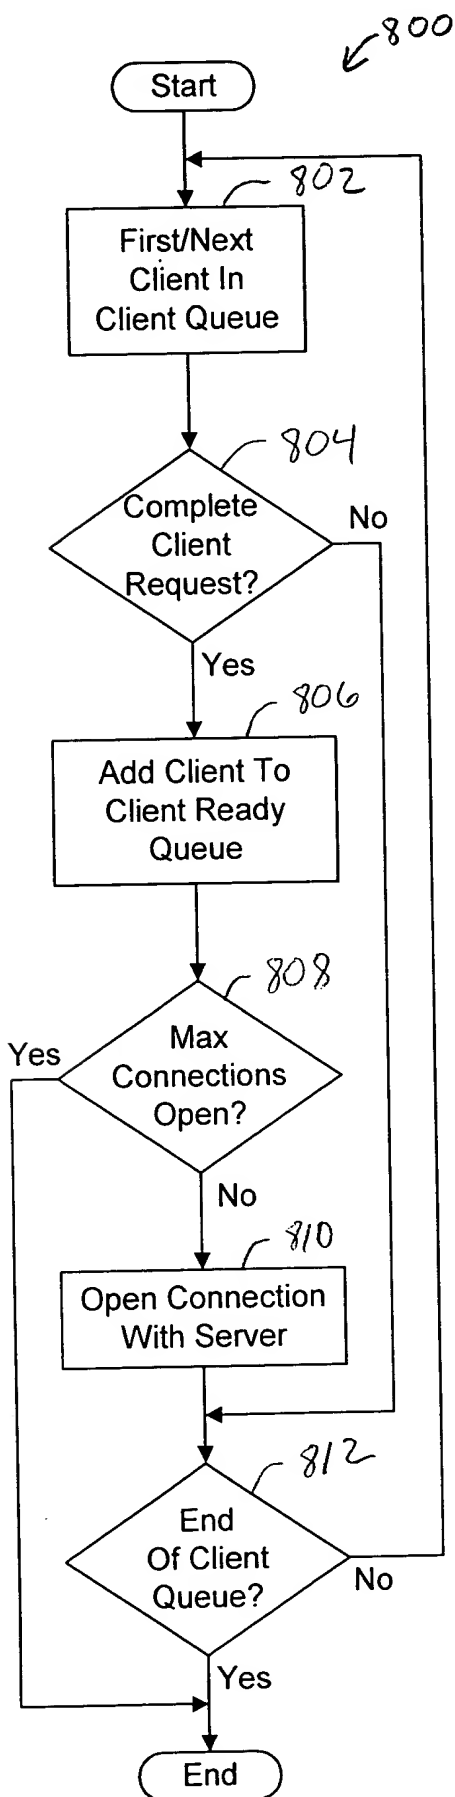 800
Start
802
First/Next
Client In
Client Queue
804
Complete
Client
Request?
No
Yes
806
Add Client To
Client Ready
Queue
808
Yes
Max
Connections
Open?
No
810
Open Connection
With Server
812
End
Of Client
Queue?
No
Yes
End